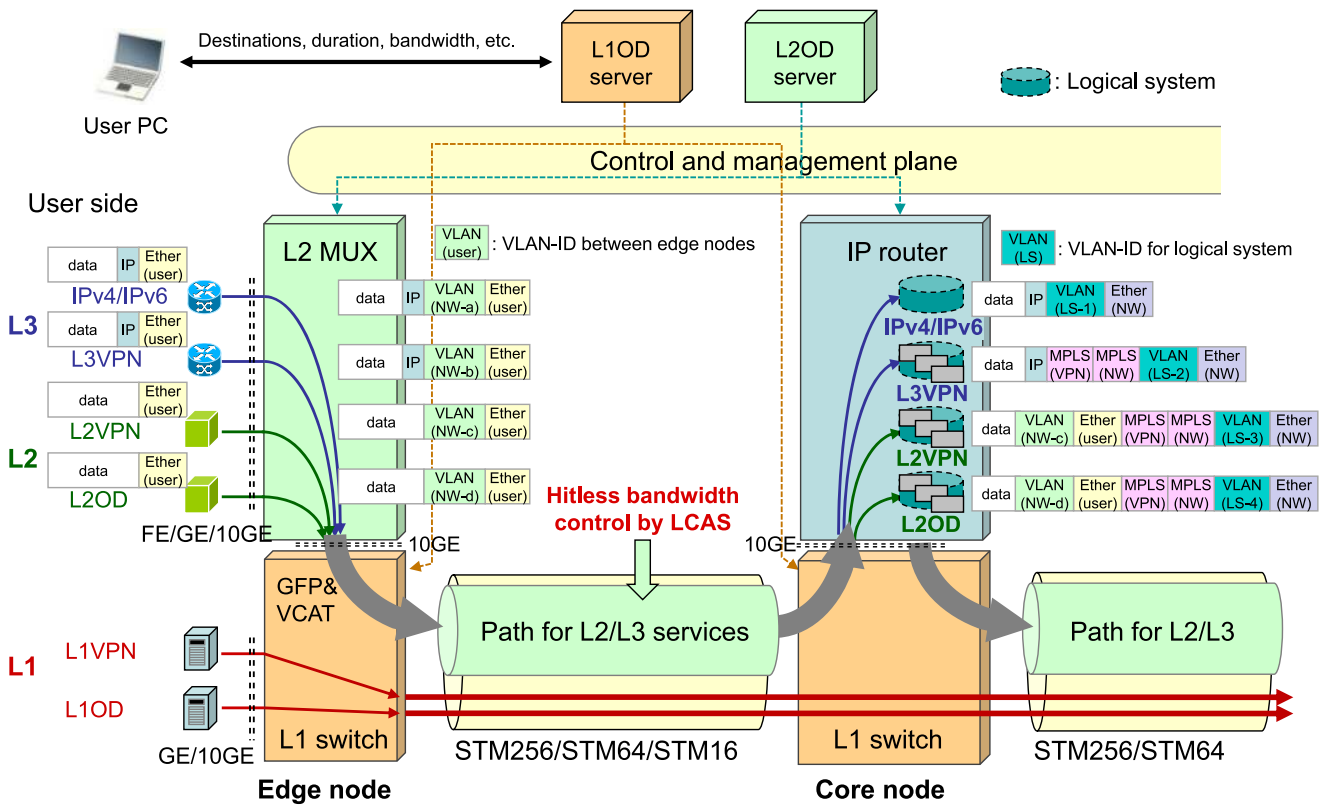 Destinations, duration, bandwidth, etc.
User PC
L1OD
server
L2OD
server
: Logical system
Control and management plane
User side
L2 MUX
VLAN
(user)
: VLAN-ID between edge nodes
IP router
VLAN
(LS)
: VLAN-ID for logical system
L3
data IP Ether
(user)
IPv4/IPv6
data IP Ether
(user)
L3VPN
L2
data Ether
(user)
L2VPN
data Ether
(user)
L2OD
FE/GE/10GE
data IP VLAN
(NW-a) Ether
(user)
data IP VLAN
(NW-b) Ether
(user)
data VLAN
(NW-c) Ether
(user)
data VLAN
(NW-d) Ether
(user)
IPv4/IPv6
L3VPN
L2VPN
L2OD
data IP VLAN
(LS-1) Ether
(NW)
data IP MPLS
(VPN) MPLS
(NW) VLAN
(LS-2) Ether
(NW)
data VLAN
(NW-c) Ether
(user) MPLS
(VPN) MPLS
(NW) VLAN
(LS-3) Ether
(NW)
data VLAN
(NW-d) Ether
(user) MPLS
(VPN) MPLS
(NW) VLAN
(LS-4) Ether
(NW)
Hitless bandwidth
control by LCAS
10GE
10GE
GFP&
VCAT
Path for L2/L3 services
Path for L2/L3
L1
L1VPN
L1OD
GE/10GE
L1 switch
STM256/STM64/STM16
L1 switch
STM256/STM64
Edge node
Core node